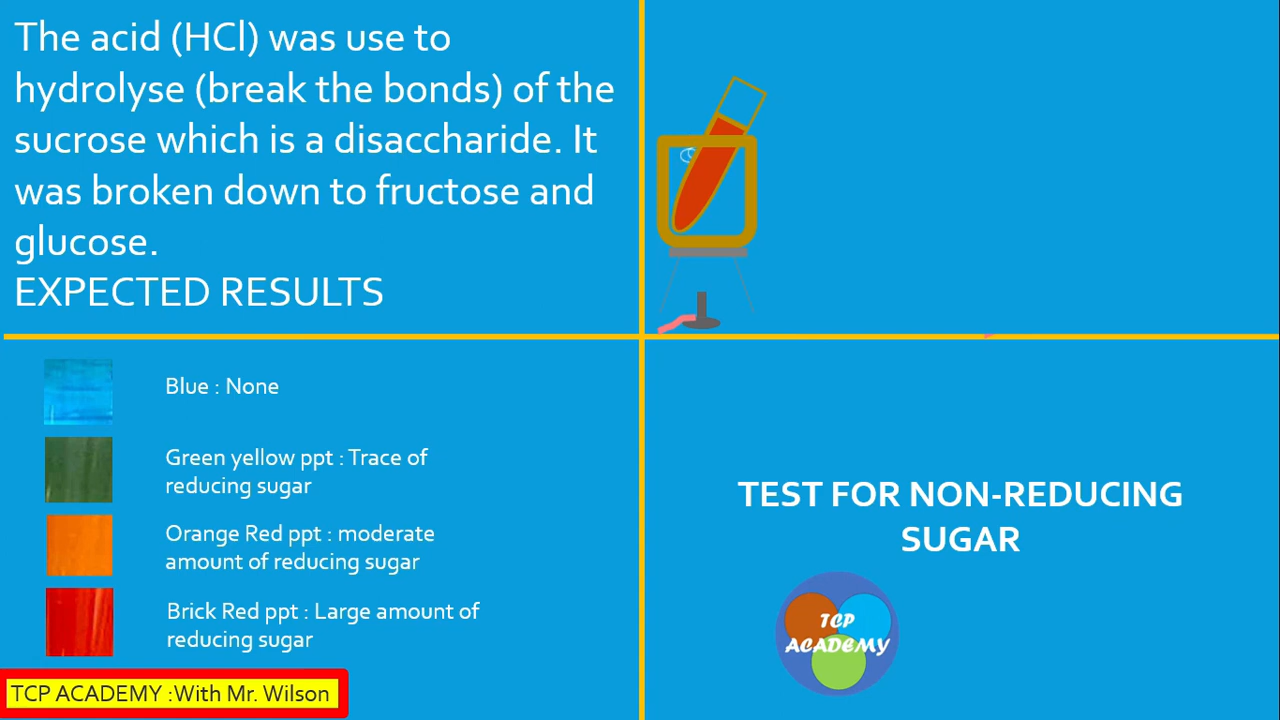 The acid (HCl) was use to
hydrolyse (break the bonds) of the
sucrose which is a disaccharide. It
was broken down to fructose and
glucose.
EXPECTED RESULTS
Blue : None
Green yellow ppt : Trace of
reducing sugar
Orange Red ppt : moderate
amount of reducing sugar
Brick Red ppt : Large amount of
reducing sugar
TCP ACADEMY :With Mr. Wilson
TEST FOR NON-REDUCING
SUGAR
TCP
ACADEMY